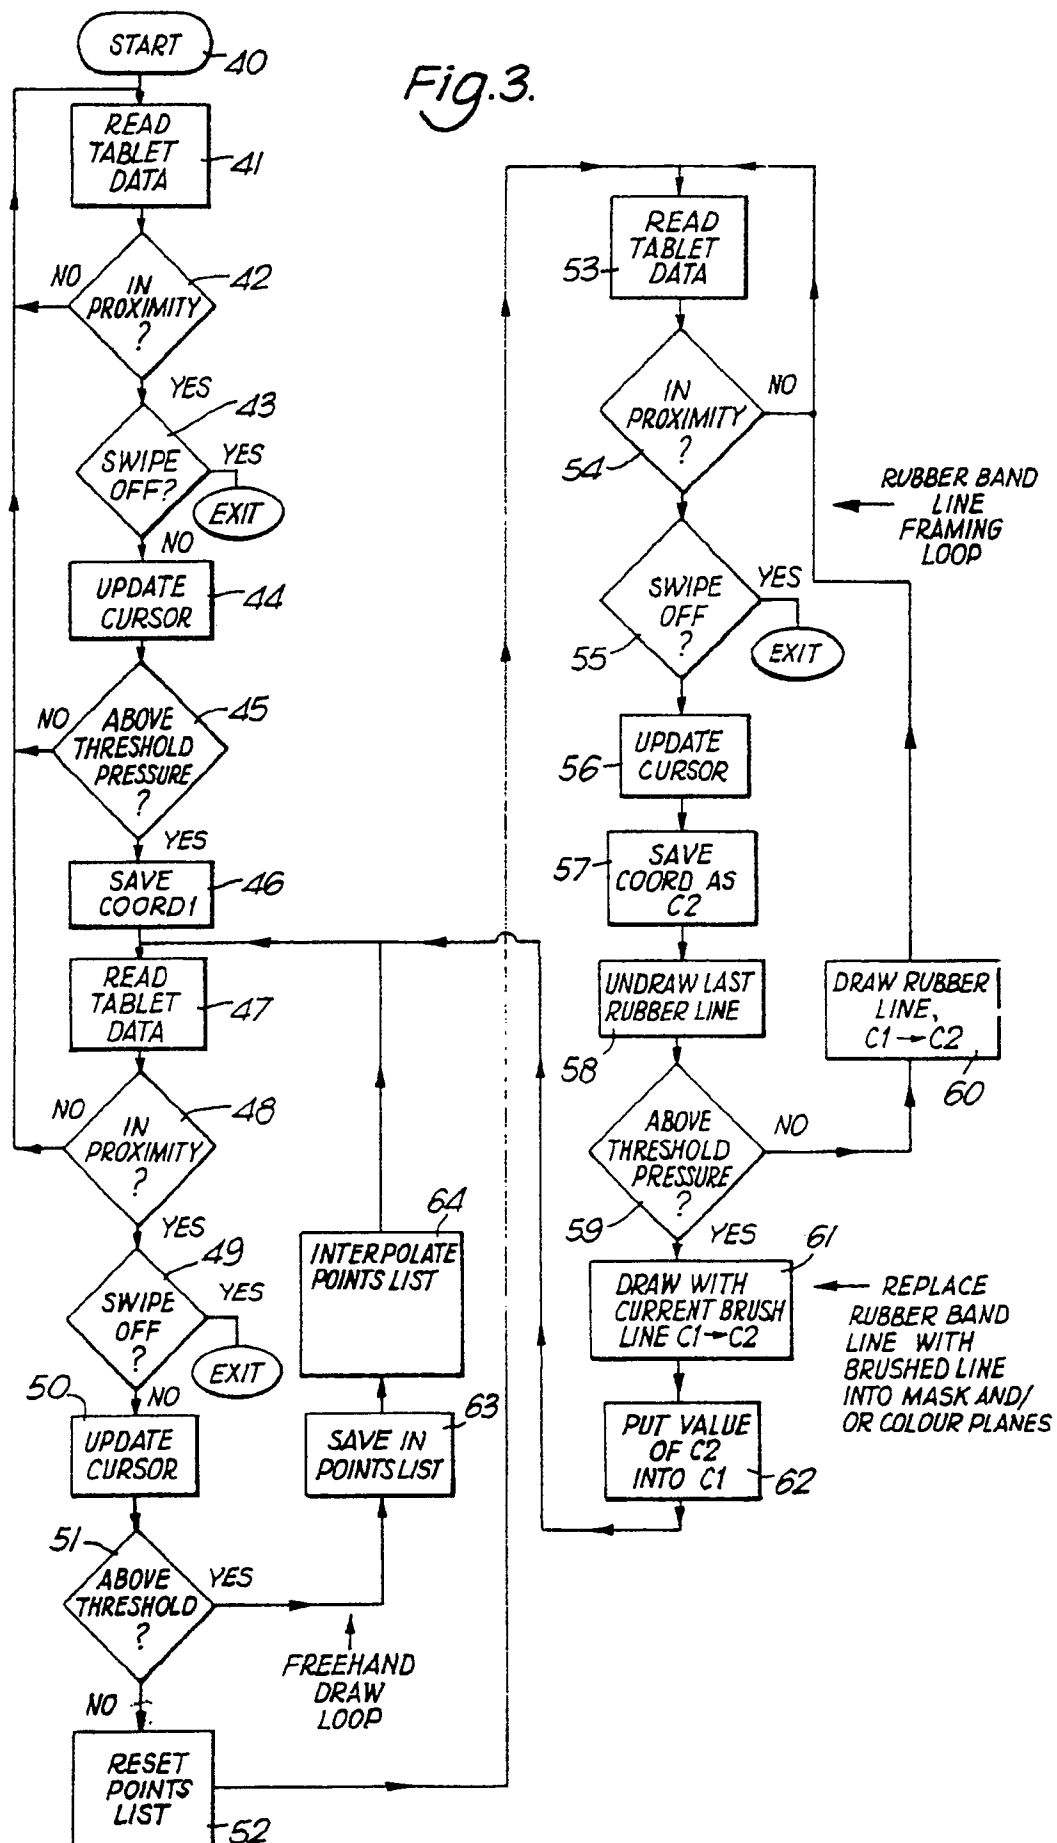 Fig.3.
START
40
READ
TABLET
DATA
41
IN
PROXIMITY
?
42
NO
YES
SWIPE
OFF?
43
YES
EXIT
NO
UPDATE
CURSOR
44
ABOVE
THRESHOLD
PRESSURE
?
45
NO
YES
SAVE
COORD1
46
READ
TABLET
DATA
47
IN
PROXIMITY
?
48
NO
YES
SWIPE
OFF
?
49
YES
EXIT
NO
50
UPDATE
CURSOR
51
ABOVE
THRESHOLD
?
YES
FREEHAND
DRAW
LOOP
NO
RESET
POINTS
LIST
52
64
INTERPOLATE
POINTS LIST
63
SAVE IN
POINTS LIST
READ
TABLET
DATA
53
IN
PROXIMITY
?
54
NO
RUBBER BAND
LINE
FRAMING
LOOP
SWIPE
OFF
?
55
YES
EXIT
UPDATE
CURSOR
56
SAVE
COORD AS
C2
57
UNDRAW LAST
RUBBER LINE
58
DRAW RUBBER
LINE,
C1→C2
60
ABOVE
THRESHOLD
PRESSURE
?
59
NO
YES
61
DRAW WITH
CURRENT BRUSH
LINE C1→C2
REPLACE
RUBBER BAND
LINE WITH
BRUSHED LINE
INTO MASK AND/
OR COLOUR PLANES
PUT VALUE
OF C2
INTO C1
62